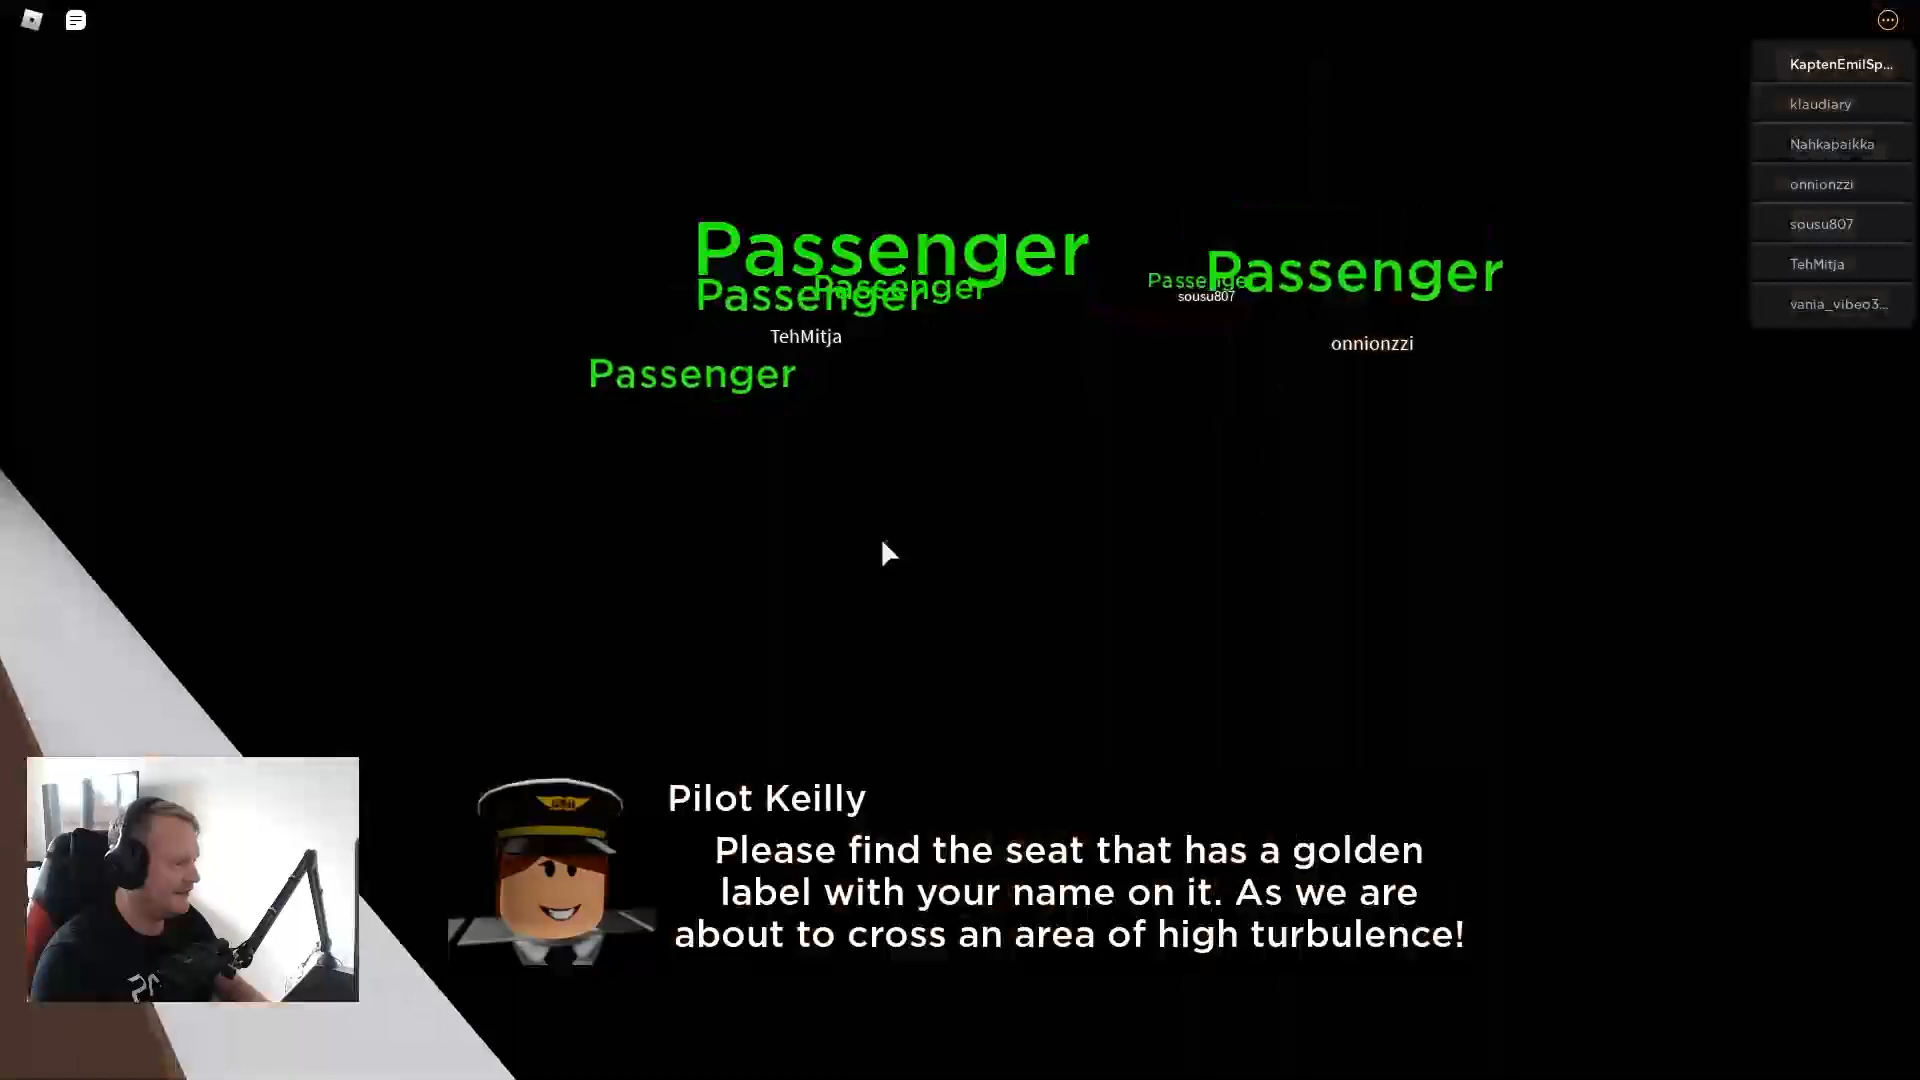 KaptenEmilSp...
klaudiary
Nahkapaikka
onnionzzi
sousu807
TehMitja
vania_vibeo3...
Passenger
Passenger
Passenger
Passenger
Passenger
sousu807
TehMitja
onnionzzi
Passenger
Pilot Keilly
Please find the seat that has a golden
label with your name on it. As we are
about to cross an area of high turbulence!